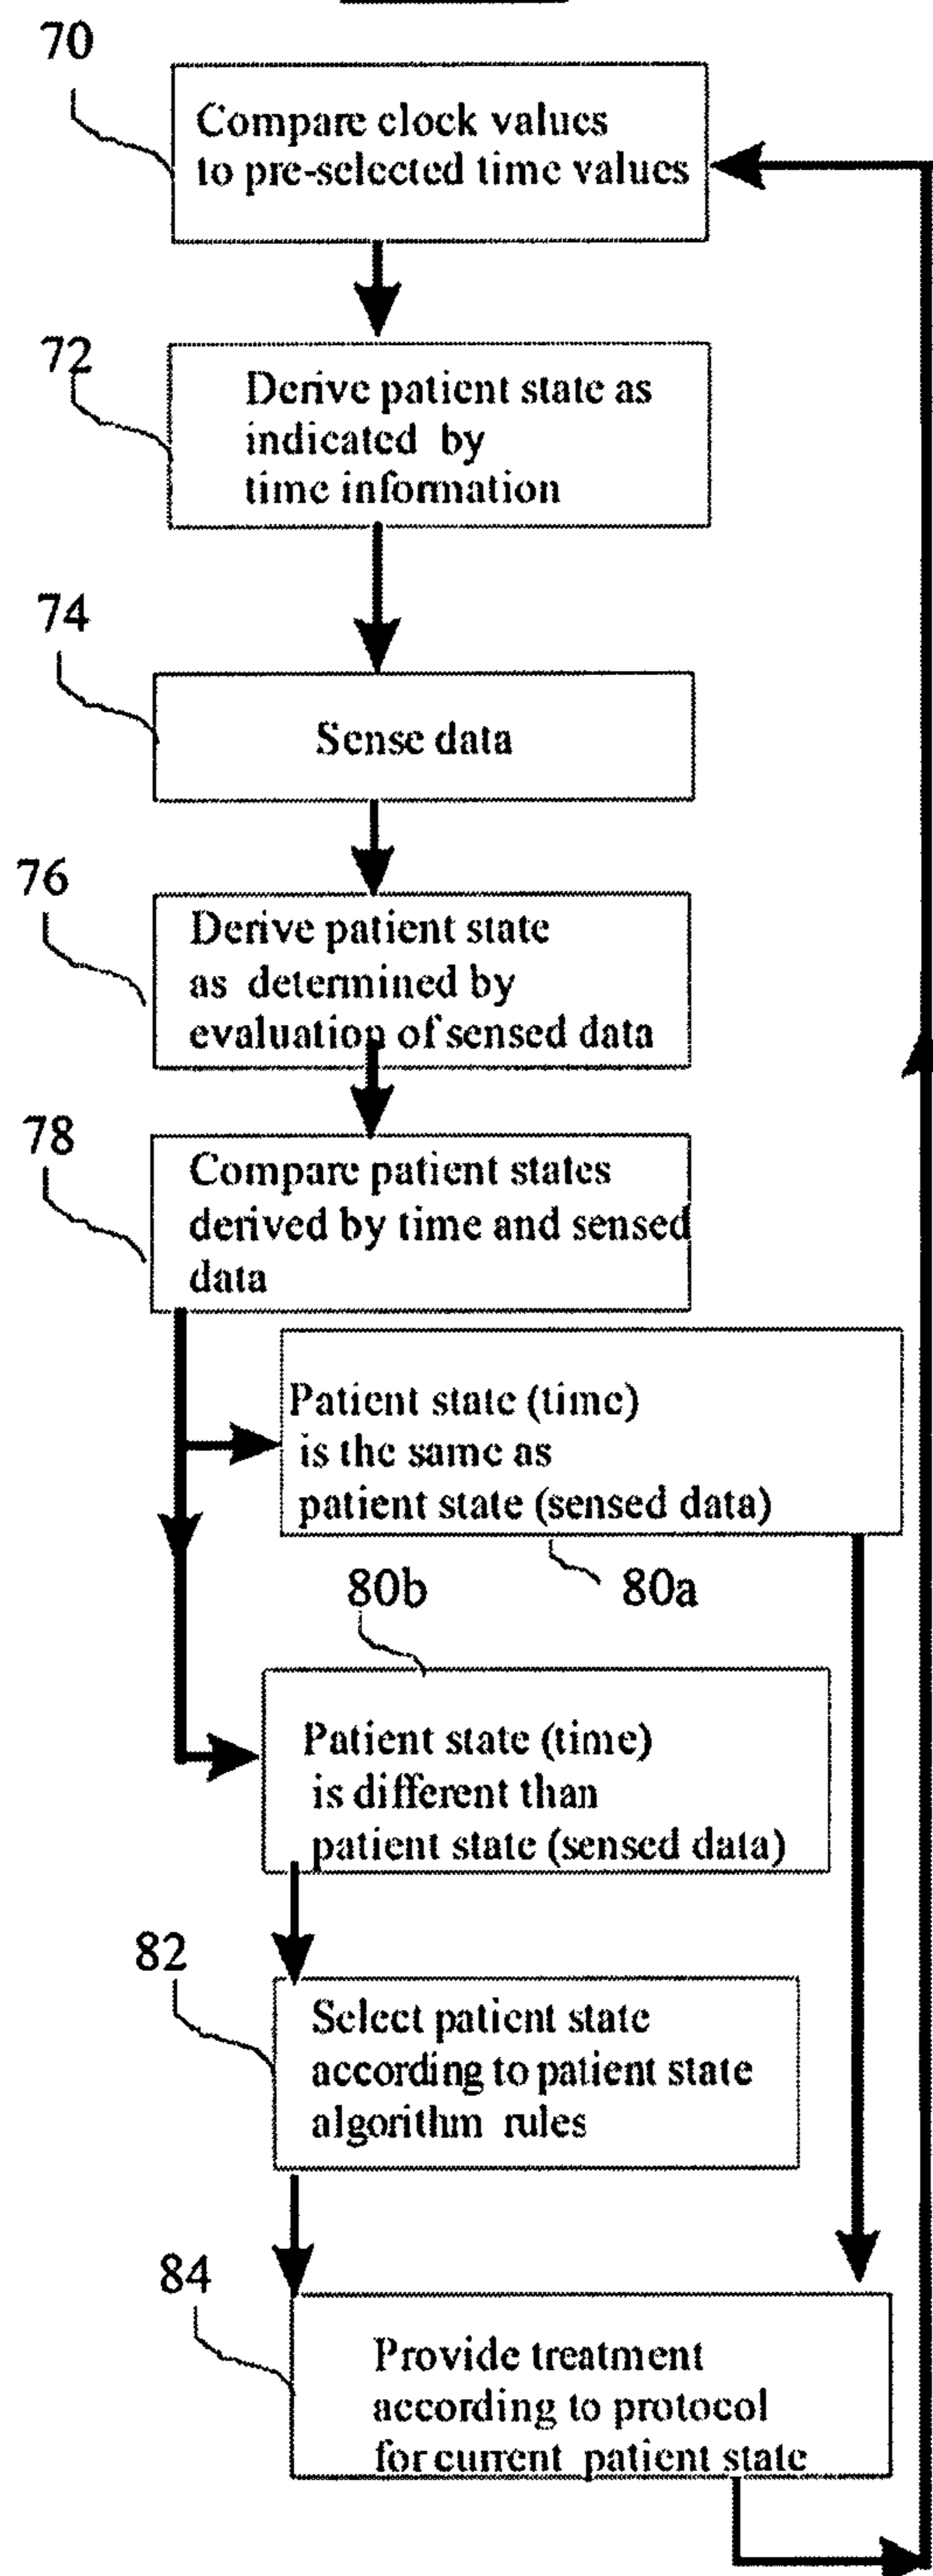 70
Compare clock values
to pre-selected time values
72
Derive patient state as
indicated by
time information
74
Sense data
76
Derive patient state
as determined by
evaluation of sensed data
78
Compare patient states
derived by time and sensed
data
Patient state (time)
is the same as
patient state (sensed data)
80a
80b
Patient state (time)
is different than
patient state (sensed data)
82
Select patient state
according to patient state
algorithm rules
84
Provide treatment
according to protocol
for current patient state